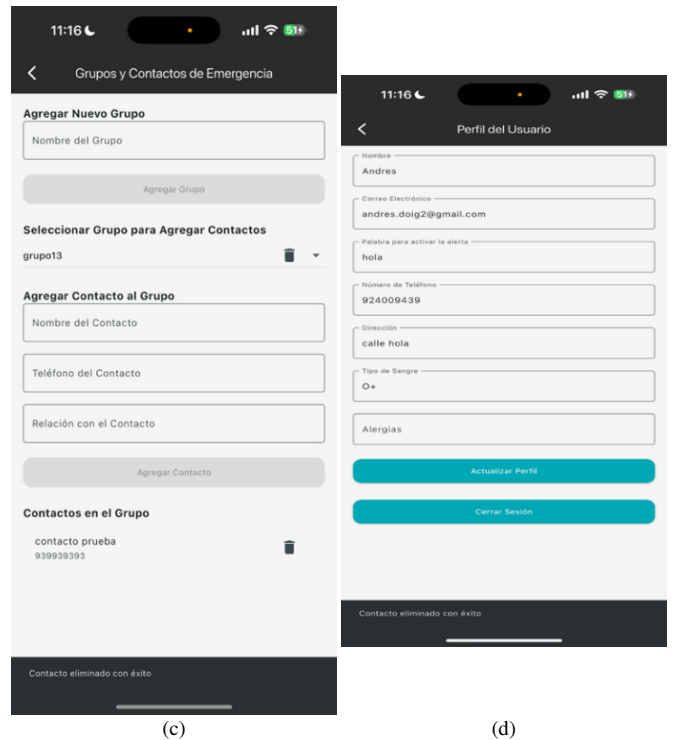 11:16
51
Grupos y Contactos de Emergencia
Agregar Nuevo Grupo
Nombre del Grupo
Agregar Grupo
Seleccionar Grupo para Agregar Contactos
grupo13
Agregar Contacto al Grupo
Nombre del Contacto
Teléfono del Contacto
Relación con el Contacto
Agregar Contacto
Contactos en el Grupo
contacto prueba
939939393
Contacto eliminado con éxito
(c)
11:16
51
Perfil del Usuario
Nombre
Andres
Correo Electrónico
andres.doig2@gmail.com
Palabra para activar la alerta
hola
Número de Teléfono
924009439
Dirección
calle hola
Tipo de Sangre
O+
Alergias
Actualizar Perfil
Cerrar Sesión
Contacto eliminado con éxito
(d)